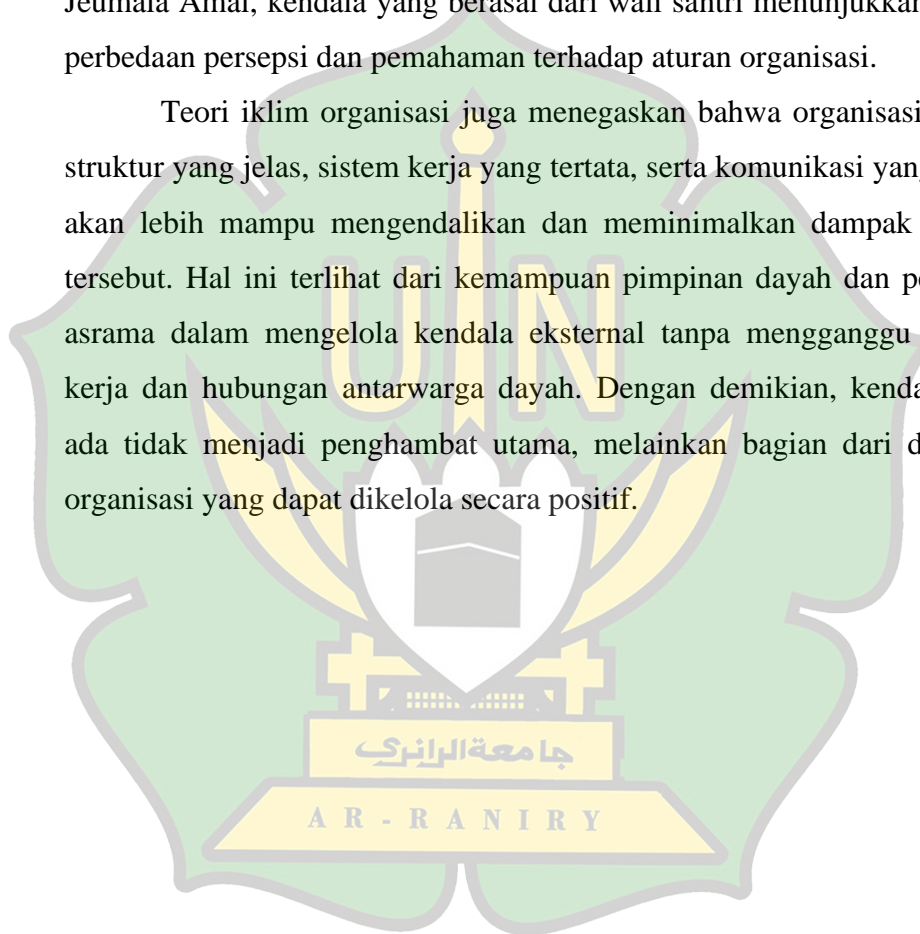 Jeumala Amal, kendala yang berasal dari wali santri menunjukkan
perbedaan persepsi dan pemahaman terhadap aturan organisasi.
Teori iklim organisasi juga menegaskan bahwa organisasi
struktur yang jelas, sistem kerja yang tertata, serta komunikasi yang
akan lebih mampu mengendalikan dan meminimalkan dampak
tersebut. Hal ini terlihat dari kemampuan pimpinan dayah dan
asrama dalam mengelola kendala eksternal tanpa mengganggu
kerja dan hubungan antarwarga dayah. Dengan demikian,
ada tidak menjadi penghambat utama, melainkan bagian dari
organisasi yang dapat dikelola secara positif.
UIN
جامعة الرانري
AR-RANIRY